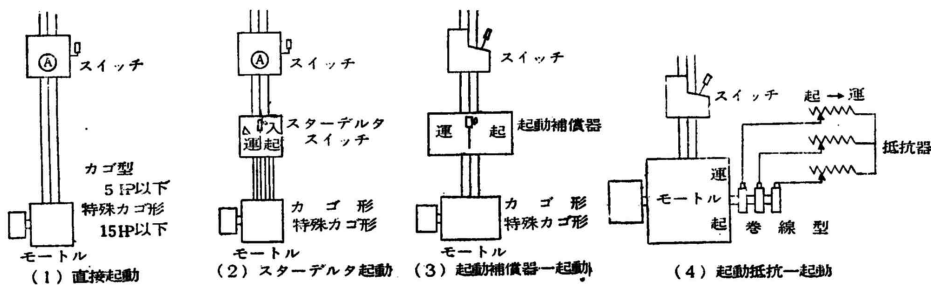 Ⓐ
スイッチ
カゴ型
5 HP以下
特殊カゴ形
15HP以下
モートル
(1) 直接起動
Ⓐ
スイッチ
△ 人
運 起
スターデルタ
スイッチ
カゴ形
特殊カゴ形
モートル
(2) スターデルタ起動
スイッチ
運 起
起動補償器
カゴ形
特殊カゴ形
モートル
(3) 起動補償器一起動
スイッチ
起→運
抵抗器
運
モートル
起
巻線型
(4) 起動抵抗一起動